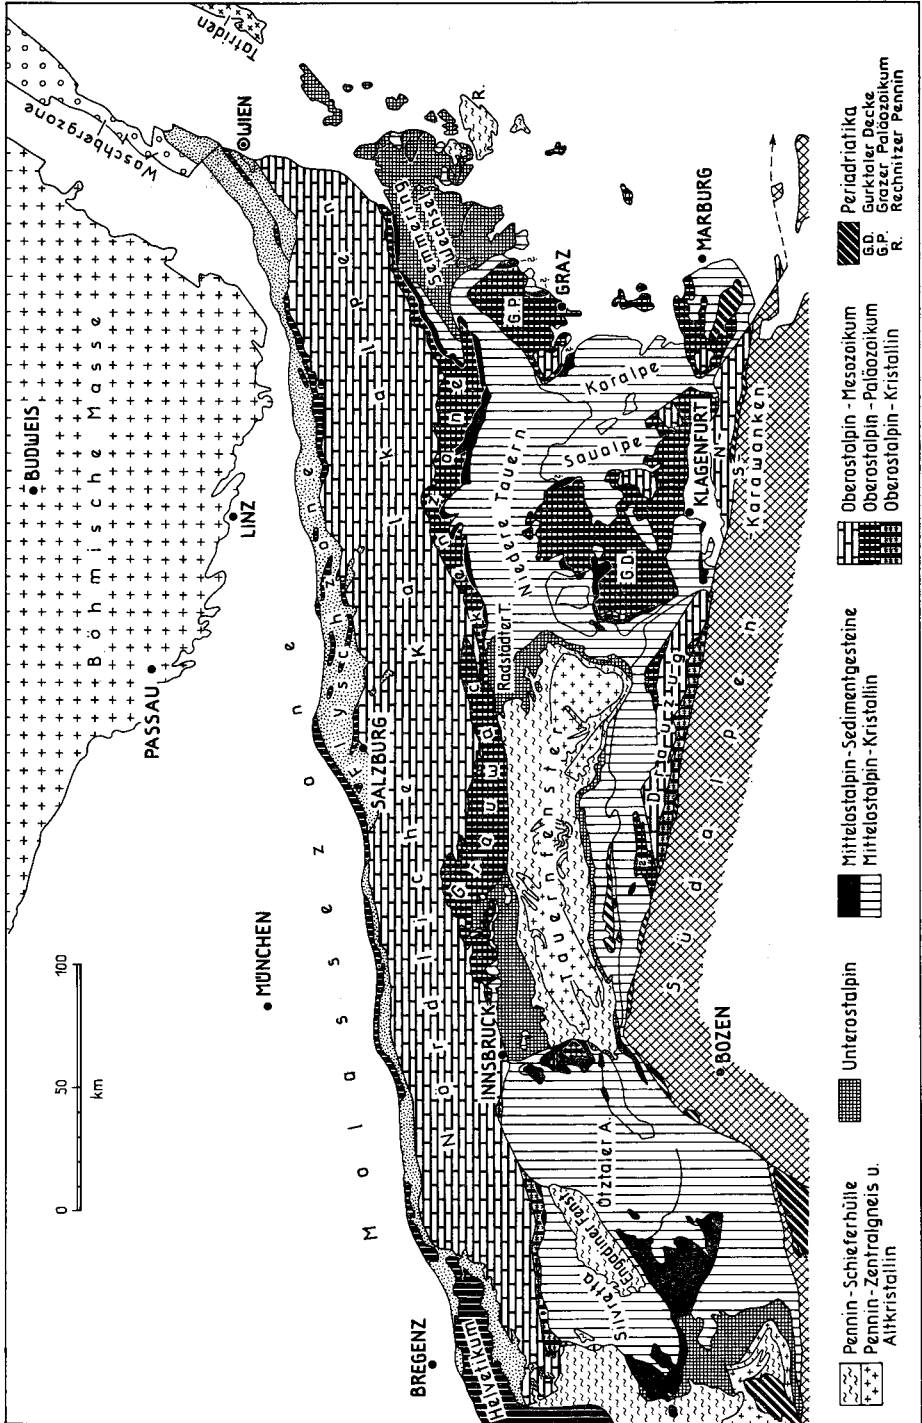 Böhmische Masse
BUDWEIS
PASSAU
LINZ
Waschbergzone
Tatriden
WIEN
MÜNCHEN
0 50 100
km
Molassezone
BREGENZ
Helvetikum
Flyschzone
SALZBURG
Nördliche Kalkalpen
INNSBRUCK
Grauwackenzone
Semmering
Wechsel
R.
Silvretta
Engadiner Fenst.
Ötztaler A.
Tauernfenster
Radstädter T.
Niedere Tauern
G.P.
GRAZ
G.D.
Saualpe
Koralpe
Drauzug
KLAGENFURT
MARBURG
-N-
S-
-Karawanken
BOZEN
Südalpen
Pennin-Schieferhülle
Pennin-Zentralgneis u.
Altkristallin
Unterostalpin
Mittelostalpin-Sedimentgesteine
Mittelostalpin-Kristallin
Oberostalpin-Mesozoikum
Oberostalpin-Paläozoikum
Oberostalpin-Kristallin
Periadriatika
G.D. Gurktaler Decke
G.P. Grazer Paläozoikum
R. Rechnitzer Pennin